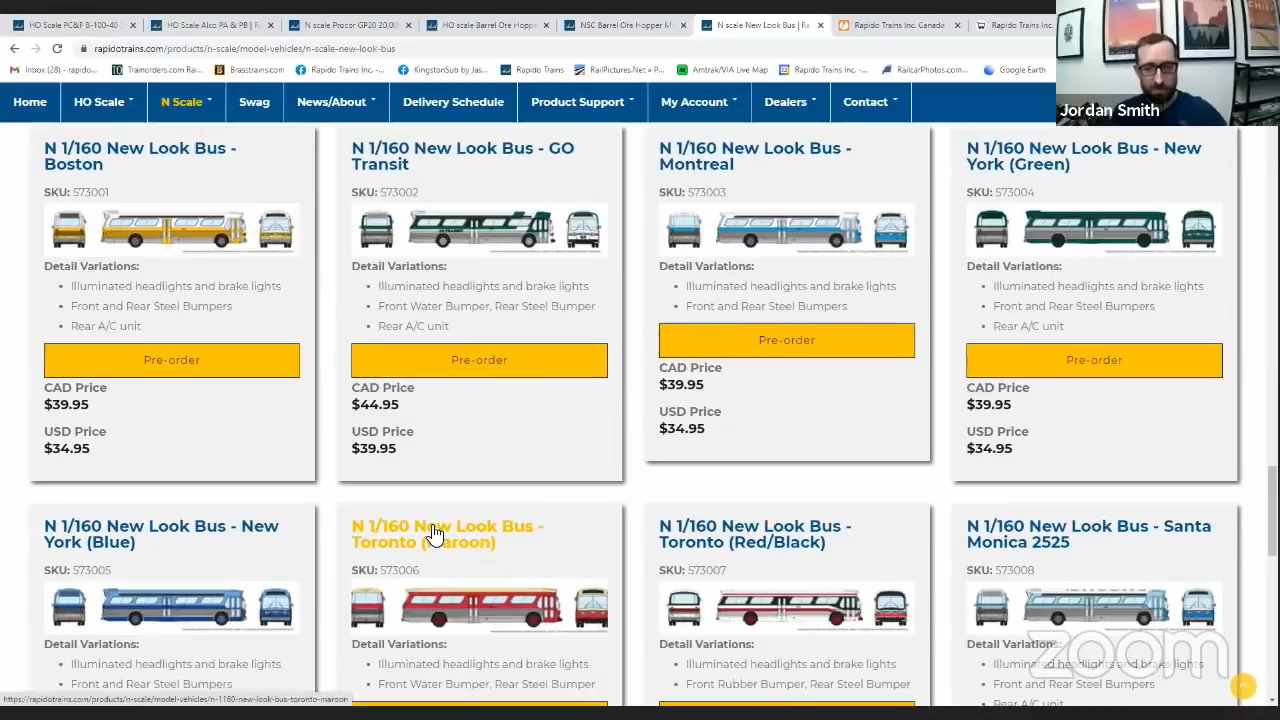 HO Scale PC&F B-100-40
HO Scale Alco PA & PB | R
N scale Procor GP20 20,00
HO scale Barrel Ore Hoppe
NSC Barrel Ore Hopper M
N scale New Look Bus | Ra
Rapido Trains Inc. Canada
Rapido Trains Inc.
rapidotrains.com/products/n-scale/model-vehicles/n-scale-new-look-bus
Inbox (28) - rapido...
Trainorders.com Rai...
Brasstrains.com
Rapido Trains Inc. -...
KingstonSub by Jas...
Rapido Trains
RailPictures.Net » P...
Amtrak/VIA Live Map
Rapido Trains Inc. -...
RailcarPhotos.com...
Google Earth
Home
HO Scale
N Scale
Swag
News/About
Delivery Schedule
Product Support
My Account
Dealers
Contact
Jordan Smith
N 1/160 New Look Bus -
Boston
SKU: 573001
Detail Variations:
• Illuminated headlights and brake lights
• Front and Rear Steel Bumpers
• Rear A/C unit
Pre-order
CAD Price
$39.95
USD Price
$34.95
N 1/160 New Look Bus - GO
Transit
SKU: 573002
Detail Variations:
• Illuminated headlights and brake lights
• Front Water Bumper, Rear Steel Bumper
• Rear A/C unit
Pre-order
CAD Price
$44.95
USD Price
$39.95
N 1/160 New Look Bus -
Montreal
SKU: 573003
Detail Variations:
• Illuminated headlights and brake lights
• Front and Rear Steel Bumpers
Pre-order
CAD Price
$39.95
USD Price
$34.95
N 1/160 New Look Bus - New
York (Green)
SKU: 573004
Detail Variations:
• Illuminated headlights and brake lights
• Front and Rear Steel Bumpers
• Rear A/C unit
Pre-order
CAD Price
$39.95
USD Price
$34.95
N 1/160 New Look Bus - New
York (Blue)
SKU: 573005
Detail Variations:
• Illuminated headlights and brake lights
• Front and Rear Steel Bumpers
N 1/160 New Look Bus -
Toronto (Maroon)
SKU: 573006
Detail Variations:
• Illuminated headlights and brake lights
• Front Water Bumper, Rear Steel Bumper
N 1/160 New Look Bus -
Toronto (Red/Black)
SKU: 573007
Detail Variations:
• Illuminated headlights and brake lights
• Front Rubber Bumper, Rear Steel Bumper
N 1/160 New Look Bus - Santa
Monica 2525
SKU: 573008
Detail Variations:
• Illuminated headlights and brake lights
• Front and Rear Steel Bumpers
• Rear A/C unit
zoom
https://rapidotrains.com/products/n-scale/model-vehicles/n-1160-new-look-bus-toronto-maroon